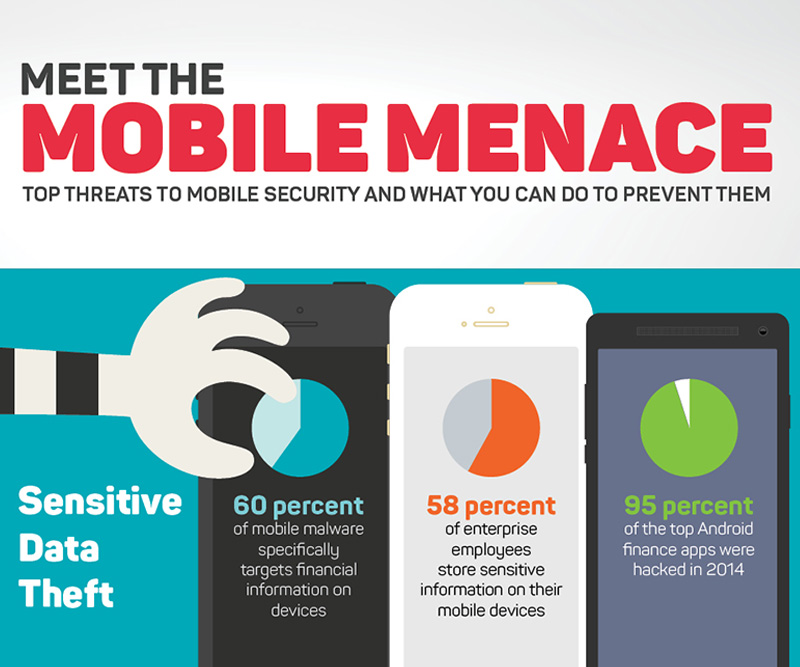 MEET THE
MOBILE MENACE
TOP THREATS TO MOBILE SECURITY AND WHAT YOU CAN DO TO PREVENT THEM
Sensitive
Data
Theft
60 percent
of mobile malware
specifically
targets financial
information on
devices
58 percent
of enterprise
employees
store sensitive
information on their
mobile devices
95 percent
of the top Android
finance apps were
hacked in 2014